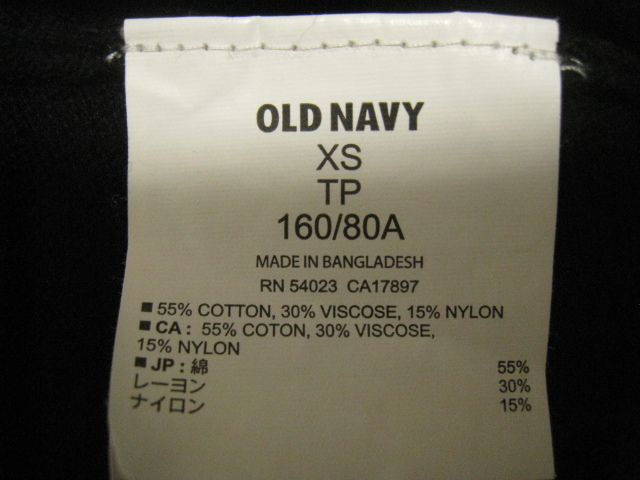 OLD NAVY
XS
TP
160/80A
MADE IN BANGLADESH
RN 54023 CA17897
■ 55% COTTON, 30% VISCOSE, 15% NYLON
■ CA : 55% COTON, 30% VISCOSE,
15% NYLON
■ JP : 綿 55%
レーヨン 30%
ナイロン 15%